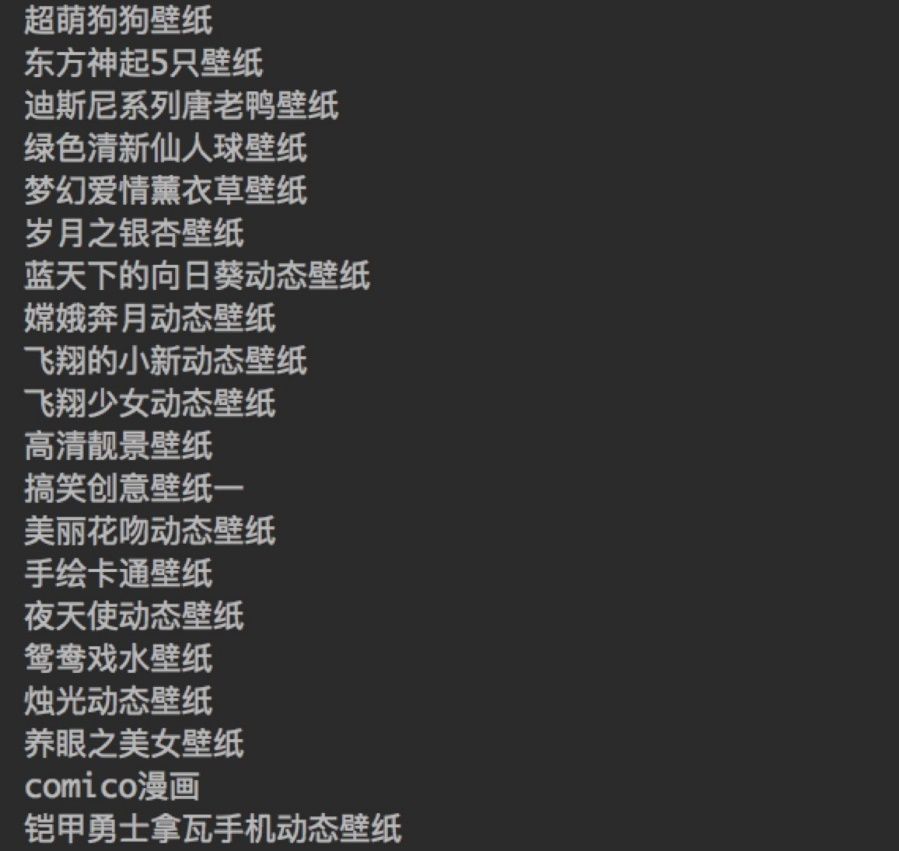 超萌狗狗壁纸
东方神起5只壁纸
迪斯尼系列唐老鸭壁纸
绿色清新仙人球壁纸
梦幻爱情薰衣草壁纸
岁月之银杏壁纸
蓝天下的向日葵动态壁纸
嫦娥奔月动态壁纸
飞翔的小新动态壁纸
飞翔少女动态壁纸
高清靓景壁纸
搞笑创意壁纸一
美丽花吻动态壁纸
手绘卡通壁纸
夜天使动态壁纸
鸳鸯戏水壁纸
烛光动态壁纸
养眼之美女壁纸
comico漫画
铠甲勇士拿瓦手机动态壁纸